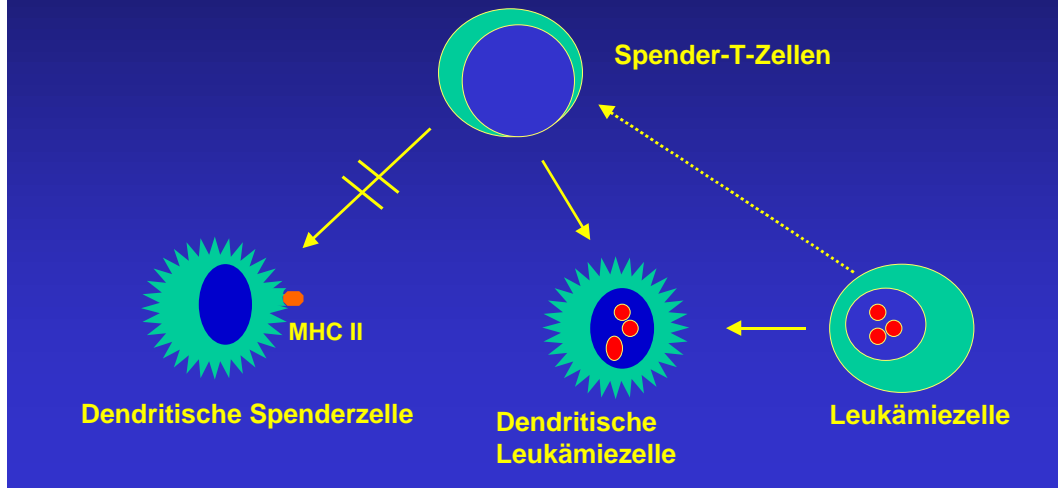 Spender-T-Zellen
MHC II
Dendritische Spenderzelle
Dendritische
Leukämiezelle
Leukämiezelle